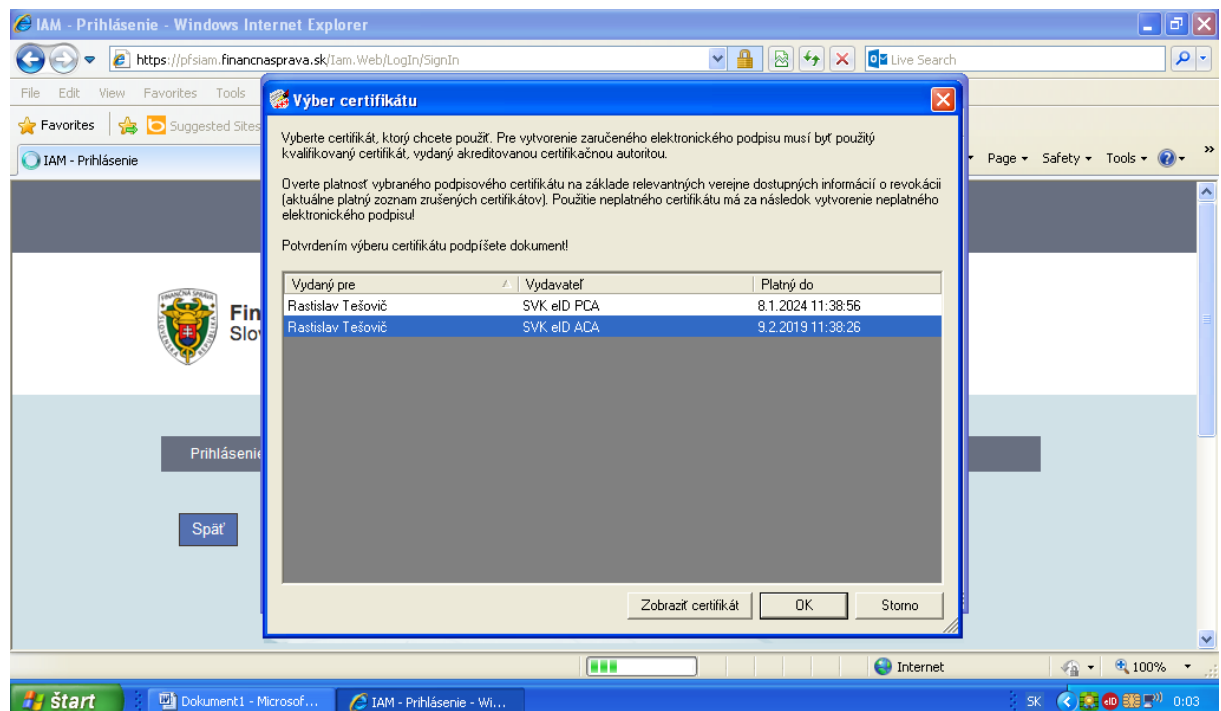 IAM - Prihlásenie - Windows Internet Explorer
https://pfsiam.financnasprava.sk/Iam.Web/LogIn/SignIn
Live Search
File Edit View Favorites Tools
Výber certifikátu
Favorites
Suggested Sites
IAM - Prihlásenie
Page Safety Tools
Vyberte certifikát, ktorý chcete použiť. Pre vytvorenie zaručeného elektronického podpisu musí byť použitý
kvalifikovaný certifikát, vydaný akreditovanou certifikačnou autoritou.
Overte platnosť vybraného podpisového certifikátu na základe relevantných verejne dostupných informácií o revokácii
(aktuálne platný zoznam zrušených certifikátov). Použitie neplatného certifikátu má za následok vytvorenie neplatného
elektronického podpisu!
Potvrdením výberu certifikátu podpíšete dokument!
Vydaný pre Vydavateľ Platný do
Rastislav Tešovič SVK eID PCA 8.1.2024 11:38:56
Rastislav Tešovič SVK eID ACA 9.2.2019 11:38:26
Fin
Slov
Prihlásenie
Späť
Zobraziť certifikát OK Storno
Internet
100%
štart
Dokument1 - Microsof...
IAM - Prihlásenie - Wi...
SK
eID
0:03